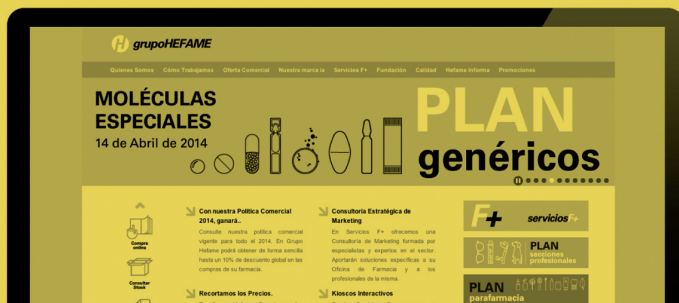 grupoHEFAME
Quienes Somos Cómo Trabajamos Oferta Comercial Nuestra marca is Servicios F+ Fundación Calidad Hefame Informa Promociones
MOLÉCULAS
ESPECIALES
14 de Abril de 2014
PLAN
genéricos
Compra
online
Consultar
Stock
Con nuestra Política Comercial
2014, ganará..
Consulte nuestra política comercial
vigente para todo el 2014. En Grupo
Hefame podrá obtener de forma sencilla
hasta un 10% de descuento global en las
compras de su farmacia.
Recortamos los Precios.
Consultoría Estratégica de
Marketing
En Servicios F+ ofrecemos una
Consultoría de Marketing formada por
especialistas y expertos en el sector.
Aportarán soluciones específicas a su
Oficina de Farmacia y a los
profesionales de la misma.
Kioscos Interactivos
F+ serviciosF+
PLAN
secciones
profesionales
PLAN
parafarmacia